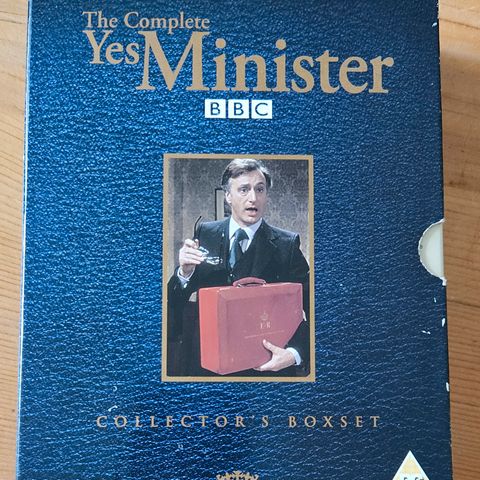 The Complete
Yes Minister
BBC
E R
COLLECTOR'S BOXSET